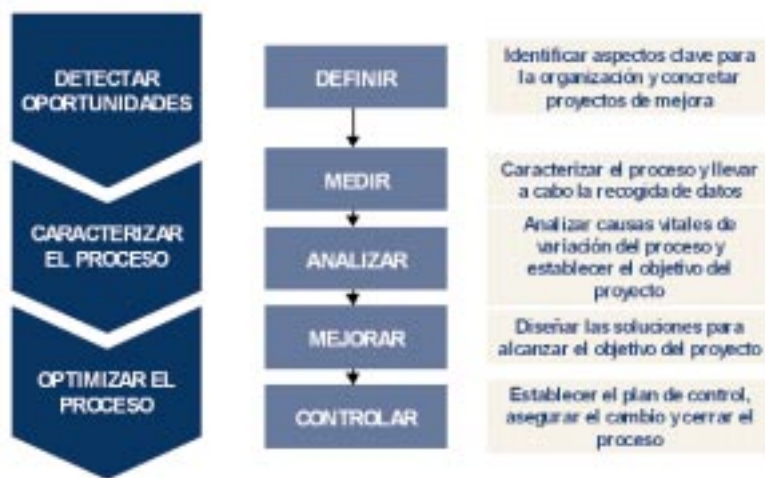 DETECTAR
OPORTUNIDADES
DEFINIR
Identificar aspectos clave para
la organización y concretar
proyectos de mejora
CARACTERIZAR
EL PROCESO
MEDIR
Caracterizar el proceso y llevar
a cabo la recogida de datos
ANALIZAR
Analizar causas vitales de
variación del proceso y
establecer el objetivo del
proyecto
OPTIMIZAR EL
PROCESO
MEJORAR
Diseñar las soluciones para
alcanzar el objetivo del proyecto
CONTROLAR
Establecer el plan de control,
asegurar el cambio y cerrar el
proceso